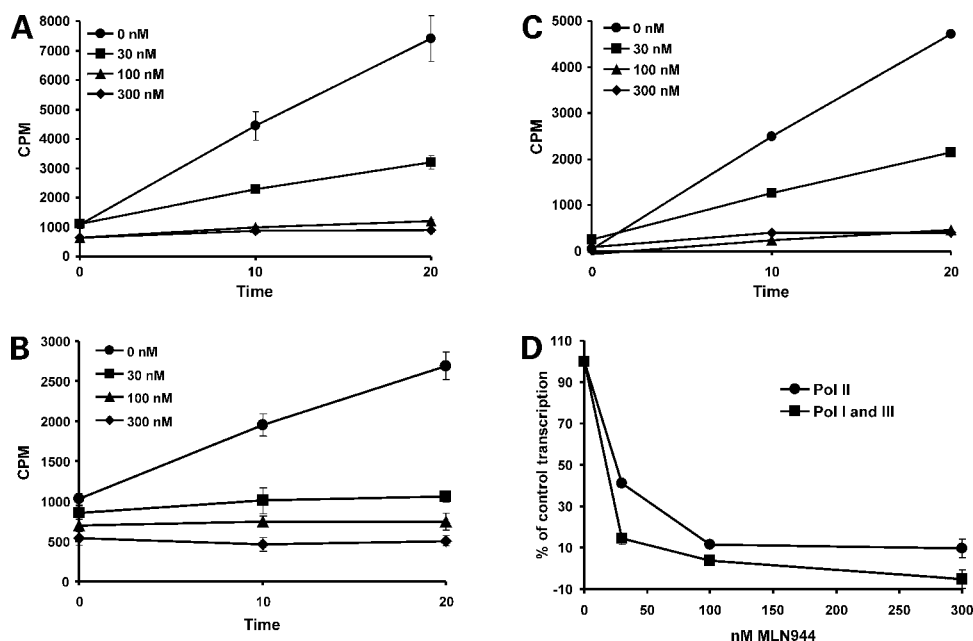 A
8000
7000
6000
5000
4000
3000
2000
1000
0
CPM
0 nM
30 nM
100 nM
300 nM
0
10
20
Time
C
5000
4000
3000
2000
1000
0
CPM
0 nM
30 nM
100 nM
300 nM
0
10
20
Time
B
3000
2500
2000
1500
1000
500
0
CPM
0 nM
30 nM
100 nM
300 nM
0
10
20
Time
D
110
90
70
50
30
10
-10
% of control transcription
Pol II
Pol I and III
0
50
100
150
200
250
300
nM MLN944